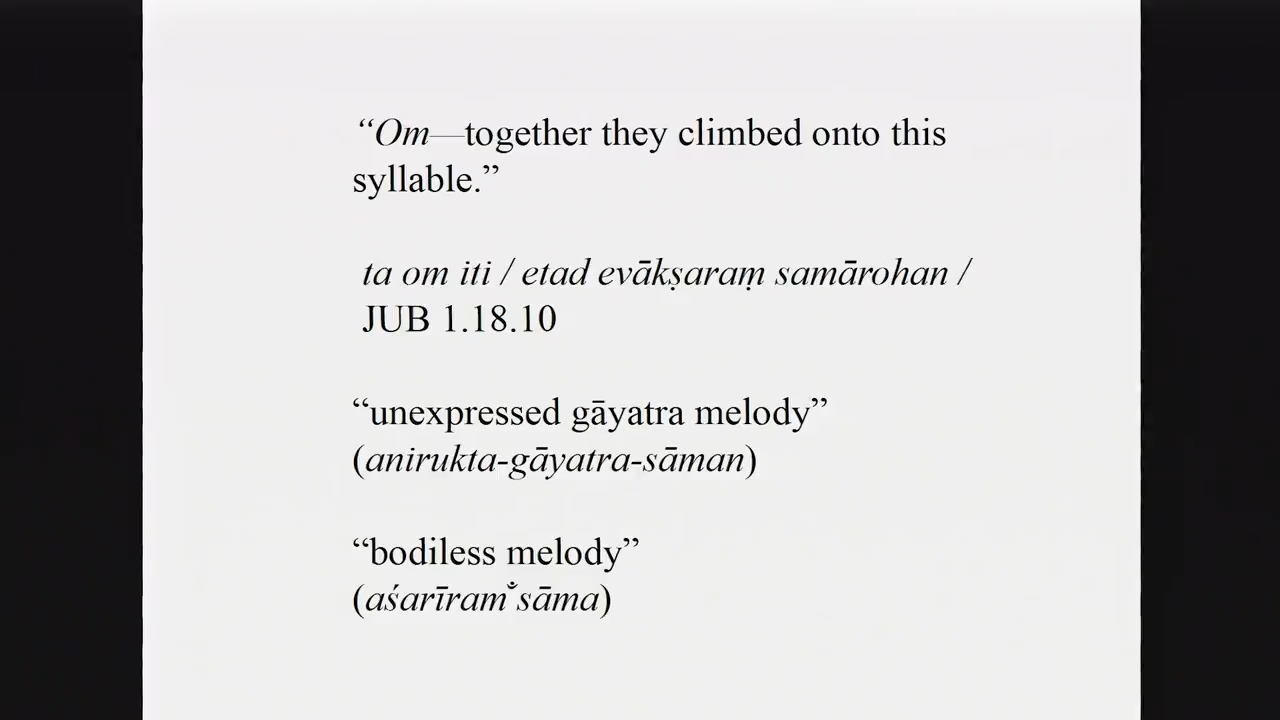 “Om—together they climbed onto this
syllable.”
ta om iti / etad evākṣaraṃ samārohan /
JUB 1.18.10
“unexpressed gāyatra melody”
(anirukta-gāyatra-sāman)
“bodiless melody”
(aśarīram̐ sāma)